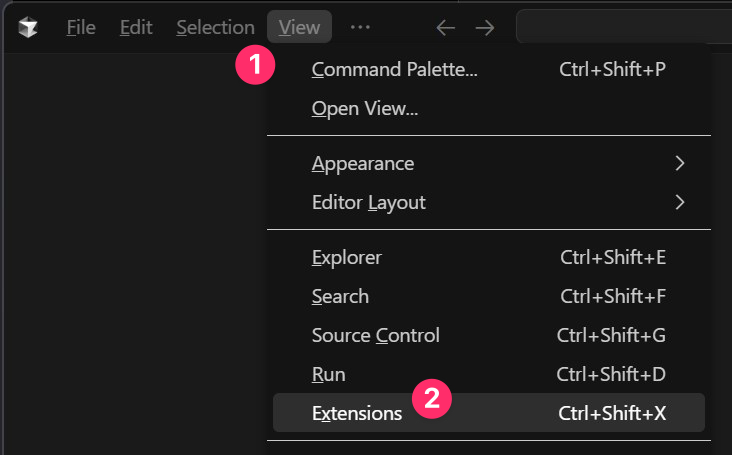 File Edit Selection View ...
1
Command Palette... Ctrl+Shift+P
Open View...
Appearance
Editor Layout
Explorer Ctrl+Shift+E
Search Ctrl+Shift+F
Source Control Ctrl+Shift+G
Run Ctrl+Shift+D
2
Extensions Ctrl+Shift+X